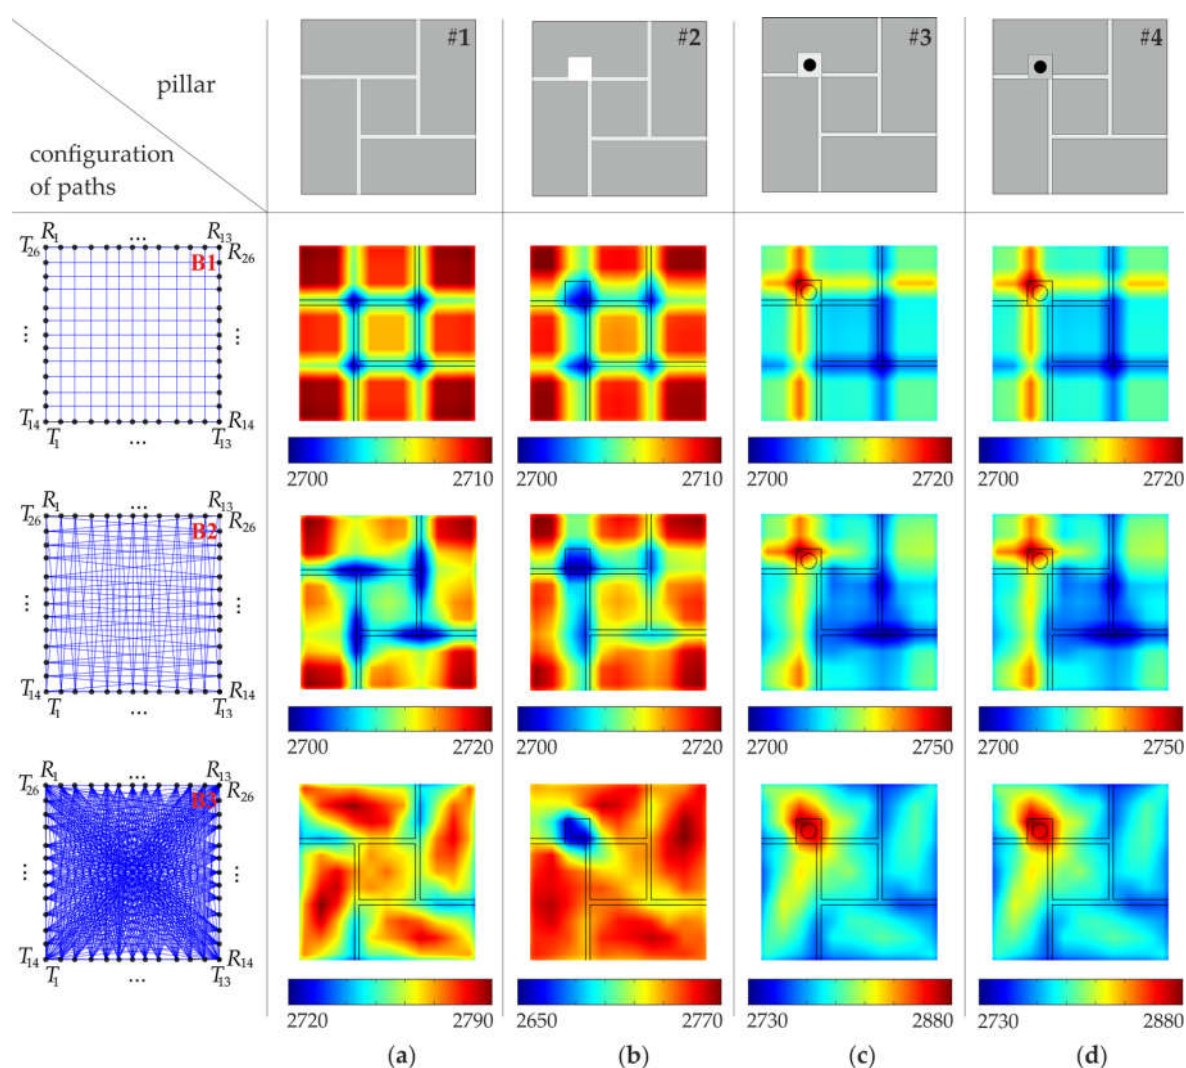 pillar
configuration
of paths
#1
#2
#3
#4
R1 ... R13
T26 R26
B1
... ...
T14 R14
T1 ... T13
2700 2710
2700 2710
2700 2720
2700 2720
R1 ... R13
T26 R26
B2
... ...
T14 R14
T1 ... T13
2700 2720
2700 2720
2700 2750
2700 2750
R1 ... R13
T26 R26
B3
... ...
T14 R14
T1 ... T13
2720 2790
2650 2770
2730 2880
2730 2880
(a) (b) (c) (d)